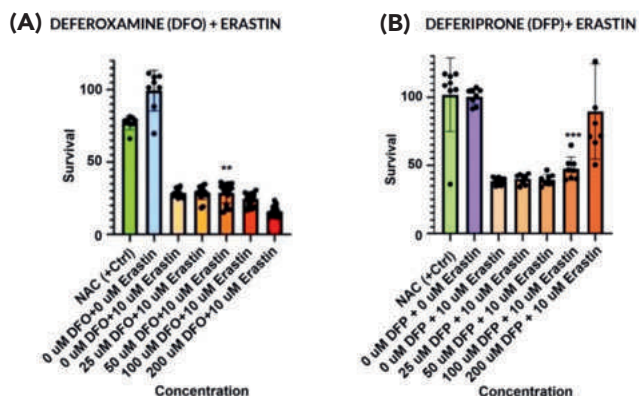 (A) DEFEROXAMINE (DFO) + ERASTIN
Survival
100
50
0
**
NAC (+Ctrl)
0 uM DFO+0 uM Erastin
0 uM DFO+10 uM Erastin
25 uM DFO+10 uM Erastin
50 uM DFO+10 uM Erastin
100 uM DFO+10 uM Erastin
200 uM DFO+10 uM Erastin
Concentration
(B) DEFERIPRONE (DFP)+ ERASTIN
Survival
100
50
0
***
NAC (+Ctrl)
0 uM DFP + 0 uM Erastin
0 uM DFP + 10 uM Erastin
25 uM DFP + 10 uM Erastin
50 uM DFP + 10 uM Erastin
100 uM DFP + 10 uM Erastin
200 uM DFP + 10 uM Erastin
Concentration